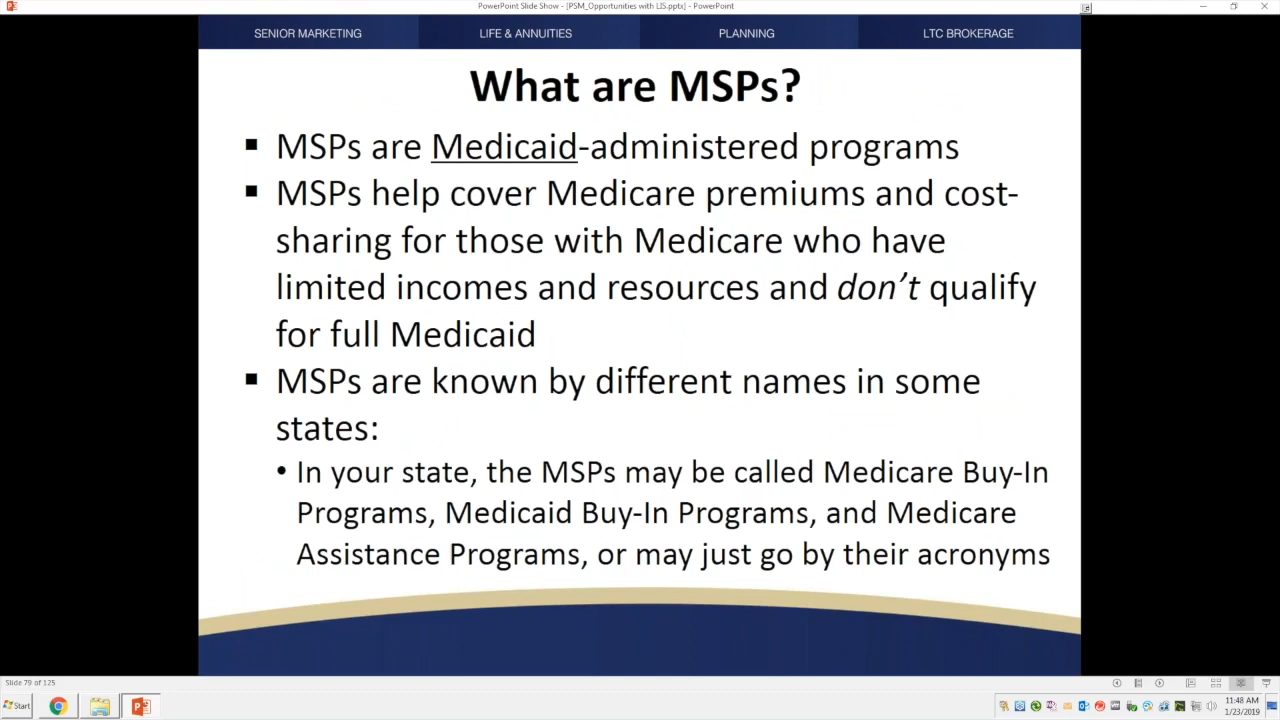 PowerPoint Slide Show - [PSM_Opportunities with LIS.pptx] - PowerPoint
SENIOR MARKETING
LIFE & ANNUITIES
PLANNING
LTC BROKERAGE
What are MSPs?
▪ MSPs are Medicaid-administered programs
▪ MSPs help cover Medicare premiums and cost-
sharing for those with Medicare who have
limited incomes and resources and don’t qualify
for full Medicaid
▪ MSPs are known by different names in some
states:
• In your state, the MSPs may be called Medicare Buy-In
Programs, Medicaid Buy-In Programs, and Medicare
Assistance Programs, or may just go by their acronyms
Slide 79 of 125
Start
11:48 AM
1/23/2019